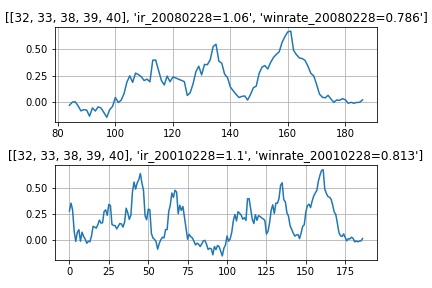 [[32, 33, 38, 39, 40], 'ir_20080228=1.06', 'winrate_20080228=0.786']
0.50
0.25
0.00
80 100 120 140 160 180
[[32, 33, 38, 39, 40], 'ir_20010228=1.1', 'winrate_20010228=0.813']
0.50
0.25
0.00
0 25 50 75 100 125 150 175